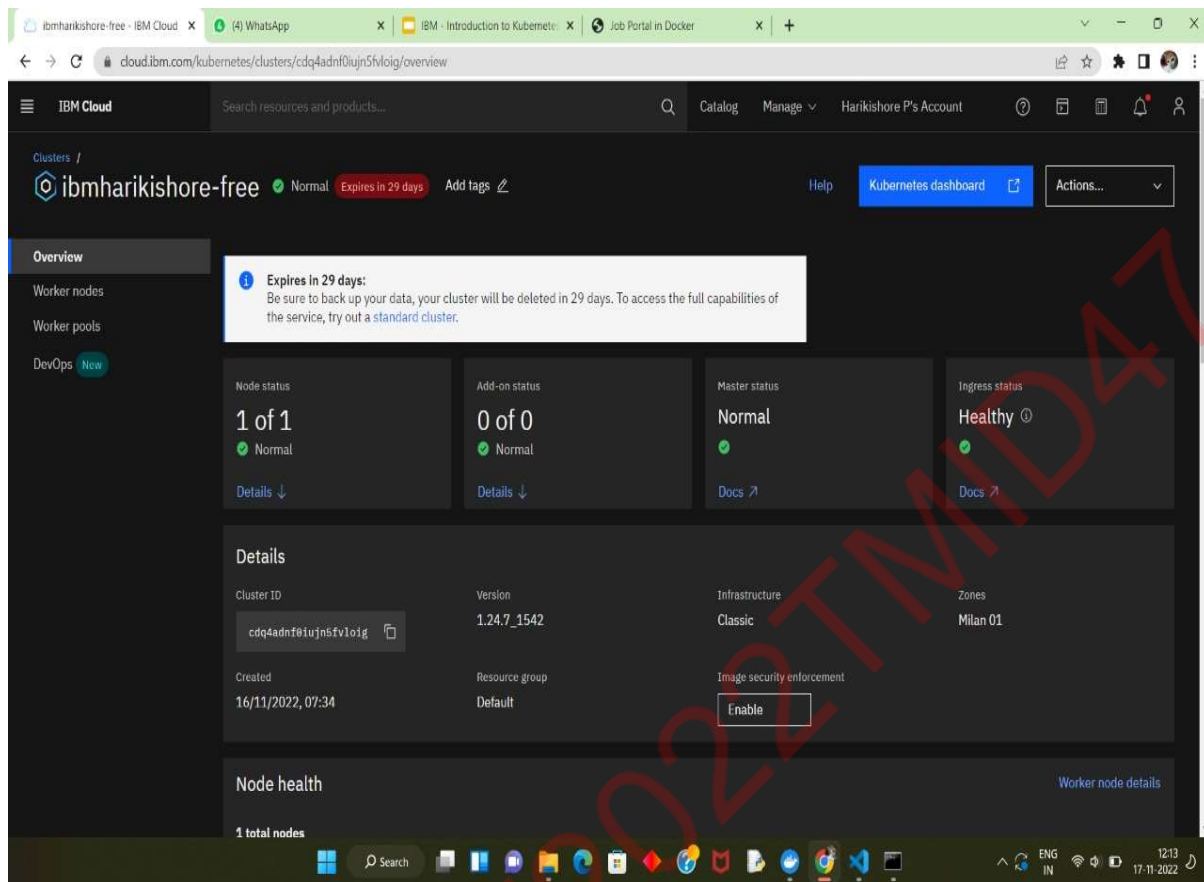 ibmharikishore-free - IBM Cloud
(4) WhatsApp
IBM - Introduction to Kubernete
Job Portal in Docker
cloud.ibm.com/kubernetes/clusters/cdq4adnf0iujn5fvloig/overview
IBM Cloud
Search resources and products...
Catalog
Manage
Harikishore P's Account
Clusters /
ibmharikishore-free
Normal
Expires in 29 days
Add tags
Help
Kubernetes dashboard
Actions...
Overview
Worker nodes
Worker pools
DevOps New
Expires in 29 days:
Be sure to back up your data, your cluster will be deleted in 29 days. To access the full capabilities of
the service, try out a standard cluster.
Node status
1 of 1
Normal
Details
Add-on status
0 of 0
Normal
Details
Master status
Normal
Docs
Ingress status
Healthy
Docs
Details
Cluster ID
cdq4adnf0iujn5fvloig
Version
1.24.7_1542
Infrastructure
Classic
Zones
Milan 01
Created
16/11/2022, 07:34
Resource group
Default
Image security enforcement
Enable
Node health
Worker node details
1 total nodes
2022TMID47
Search
ENG
IN
12:13
17-11-2022